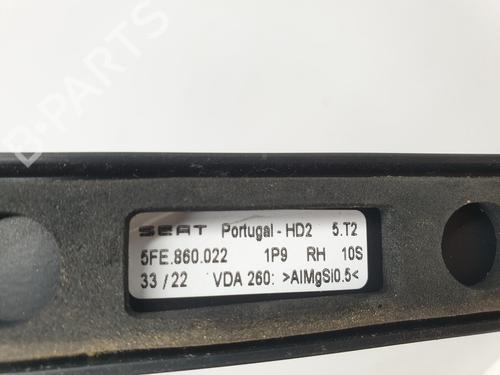 B-PARTS
SEAT Portugal - HD2 5.T2
5FE.860.022 1P9 RH 10S
33 / 22 VDA 260: >AlMgSi0.5<